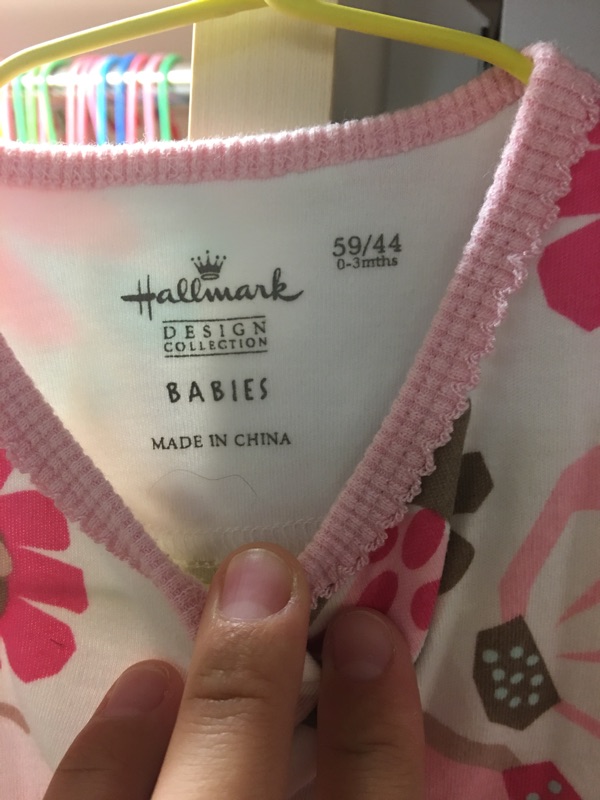 59/44
0-3mths
Hallmark
DESIGN
COLLECTION
BABIES
MADE IN CHINA